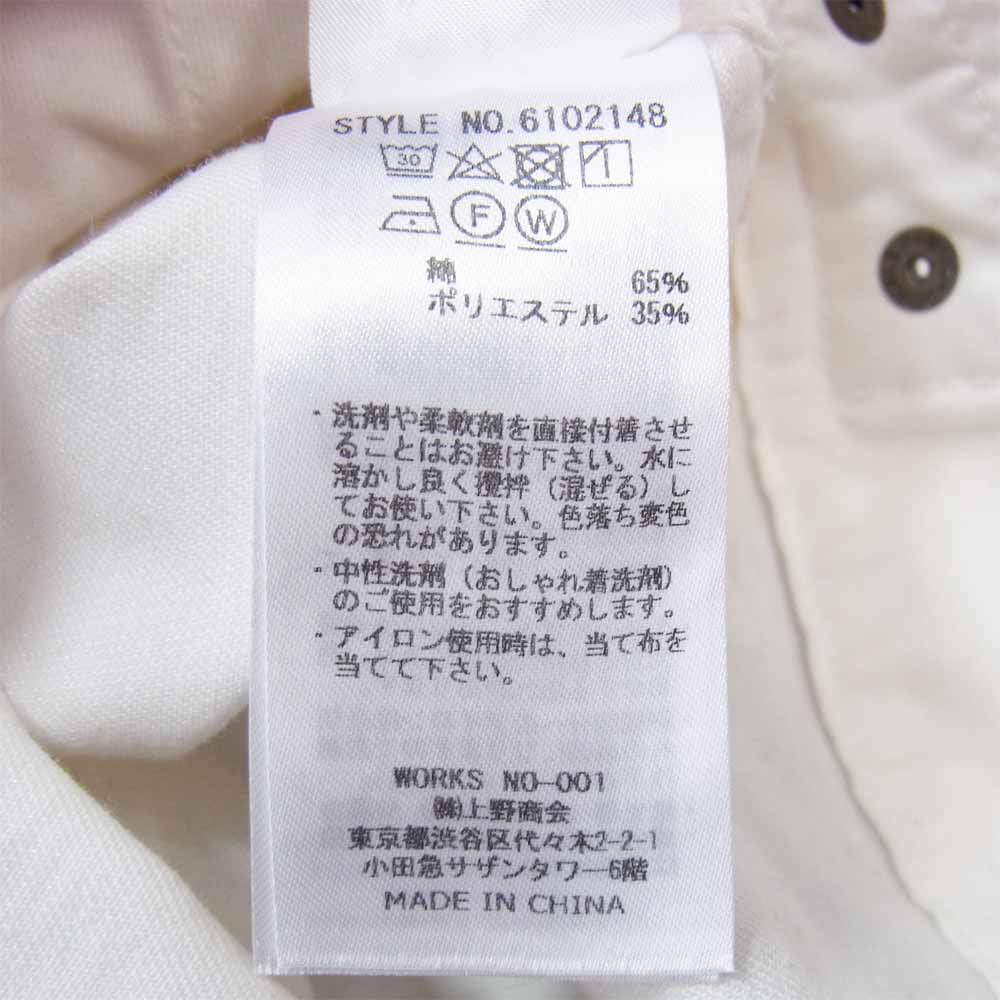 STYLE NO.6102148
30
F W
綿 65%
ポリエステル 35%
・洗剤や柔軟剤を直接付着させ
ることはお避け下さい。水に
溶かし良く攪拌（混ぜる）し
てお使い下さい。色落ち変色
の恐れがあります。
・中性洗剤（おしゃれ着洗剤）
のご使用をおすすめします。
・アイロン使用時は、当て布を
当てて下さい。
WORKS NO-001
㈱上野商会
東京都渋谷区代々木2-2-1
小田急サザンタワー6階
MADE IN CHINA